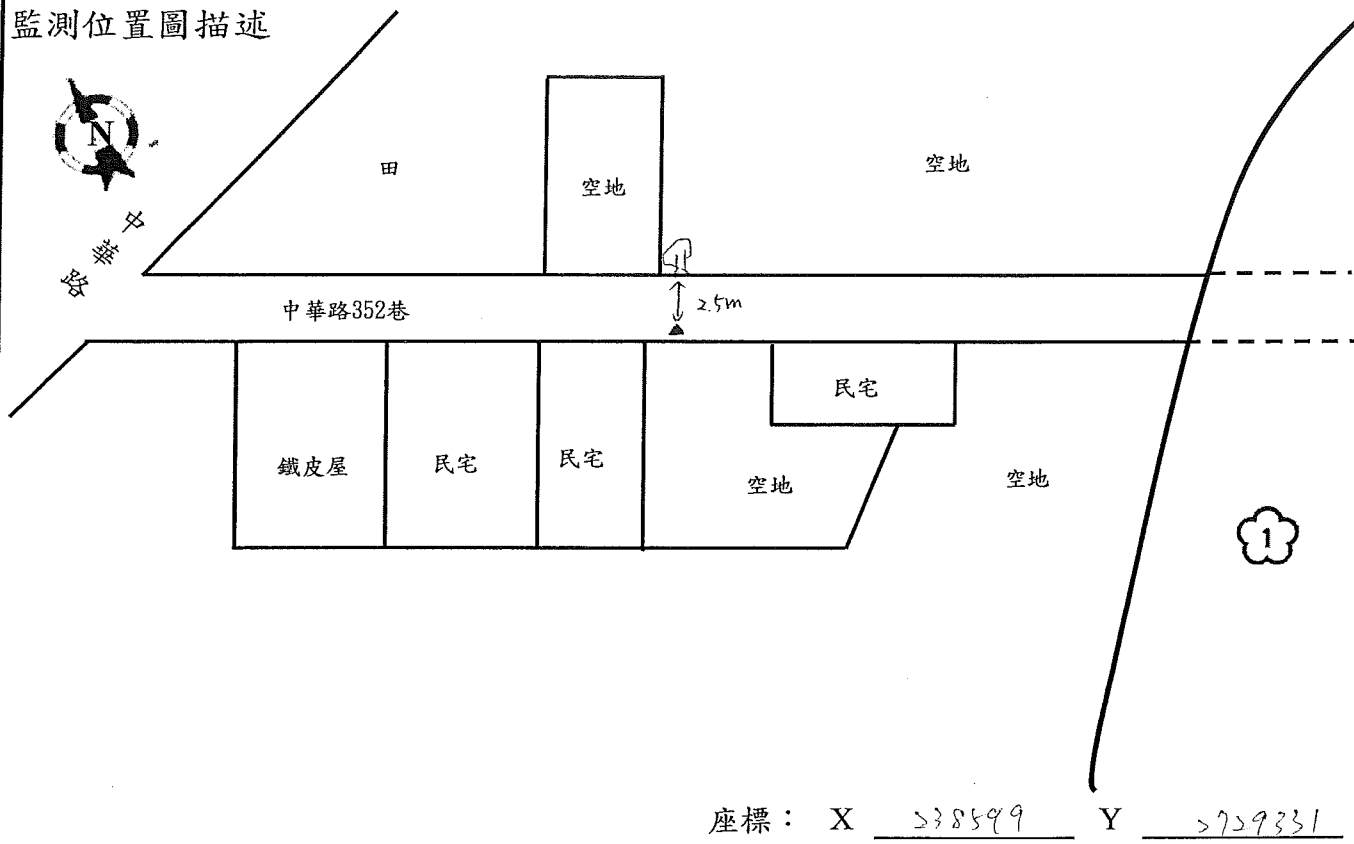 監測位置圖描述
N
中華路
田
空地
空地
中華路352巷
2.5m
民宅
鐵皮屋
民宅
民宅
空地
空地
1
座標： X 238599 Y 2729331